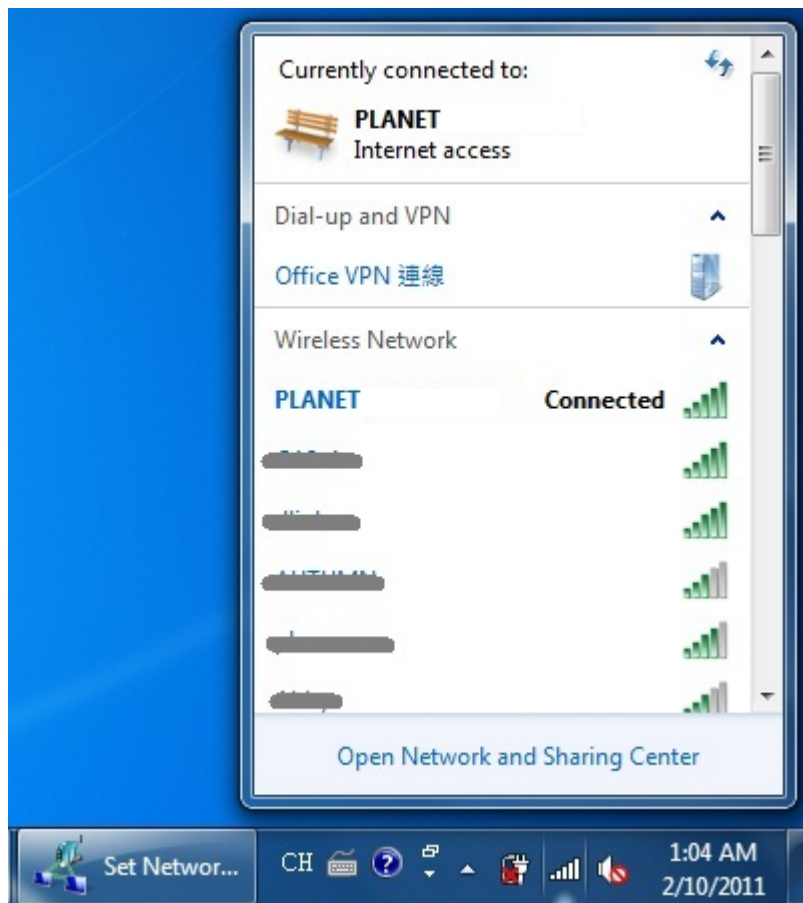 Currently connected to:
PLANET
Internet access
Dial-up and VPN
Office VPN 連線
Wireless Network
PLANET Connected
Open Network and Sharing Center
Set Networ...
CH
1:04 AM
2/10/2011